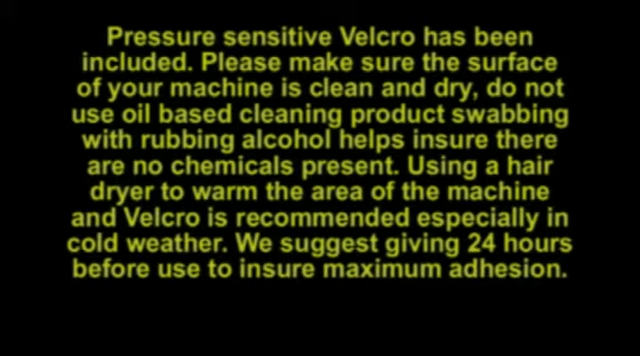 Pressure sensitive Velcro has been
included. Please make sure the surface
of your machine is clean and dry, do not
use oil based cleaning product swabbing
with rubbing alcohol helps insure there
are no chemicals present. Using a hair
dryer to warm the area of the machine
and Velcro is recommended especially in
cold weather. We suggest giving 24 hours
before use to insure maximum adhesion.